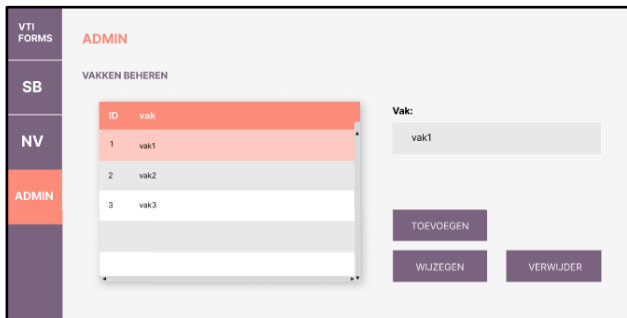 VTI
FORMS
SB
NV
ADMIN
ADMIN
VAKKEN BEHEREN
ID vak
1 vak1
2 vak2
3 vak3
Vak:
vak1
TOEVOEGEN
WIJZEGEN VERWIJDER